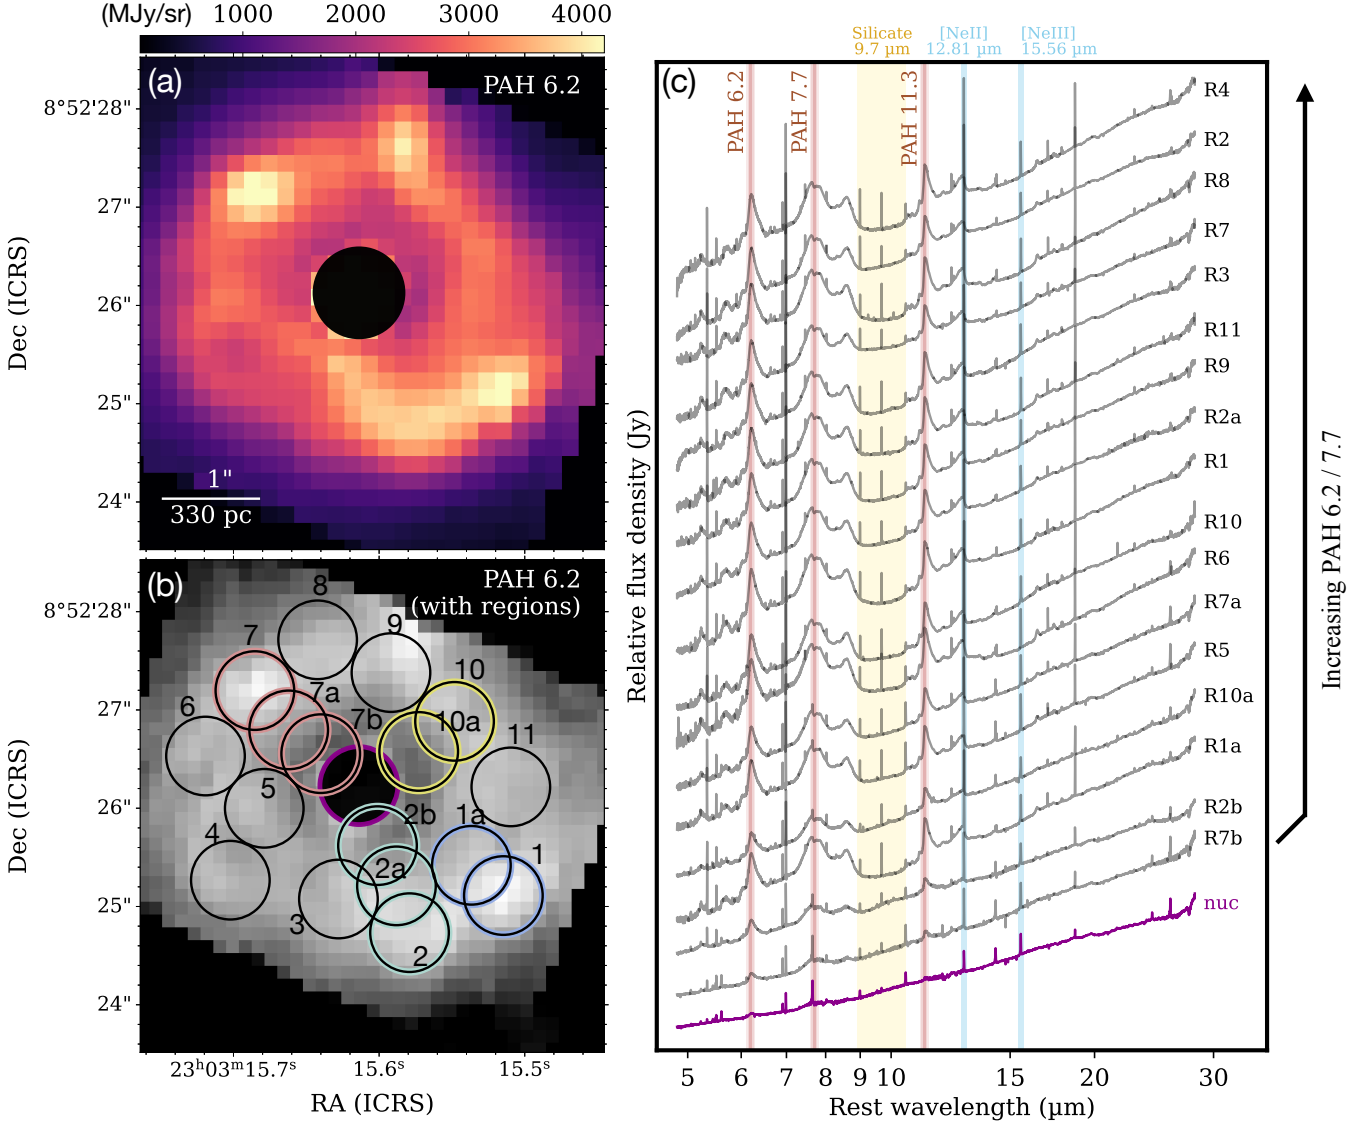 (MJy/sr)
1000
2000
3000
4000
(a)
PAH 6.2
8°52'28"
27"
26"
25"
24"
Dec (ICRS)
1"
330 pc
(b)
PAH 6.2
(with regions)
8°52'28"
27"
26"
25"
24"
Dec (ICRS)
8
7
9
10
7a
6
7b
10a
11
5
2b
1a
4
2a
1
3
2
23ʰ03ᵐ15.7ˢ
15.6ˢ
15.5ˢ
RA (ICRS)
Silicate
9.7 µm
[NeII]
12.81 µm
[NeIII]
15.56 µm
(c)
PAH 6.2
PAH 7.7
PAH 11.3
R4
R2
R8
R7
R3
R11
R9
R2a
R1
R10
R6
R7a
R5
R10a
R1a
R2b
R7b
nuc
Relative flux density (Jy)
5
6
7
8
9
10
15
20
30
Rest wavelength (µm)
Increasing PAH 6.2 / 7.7